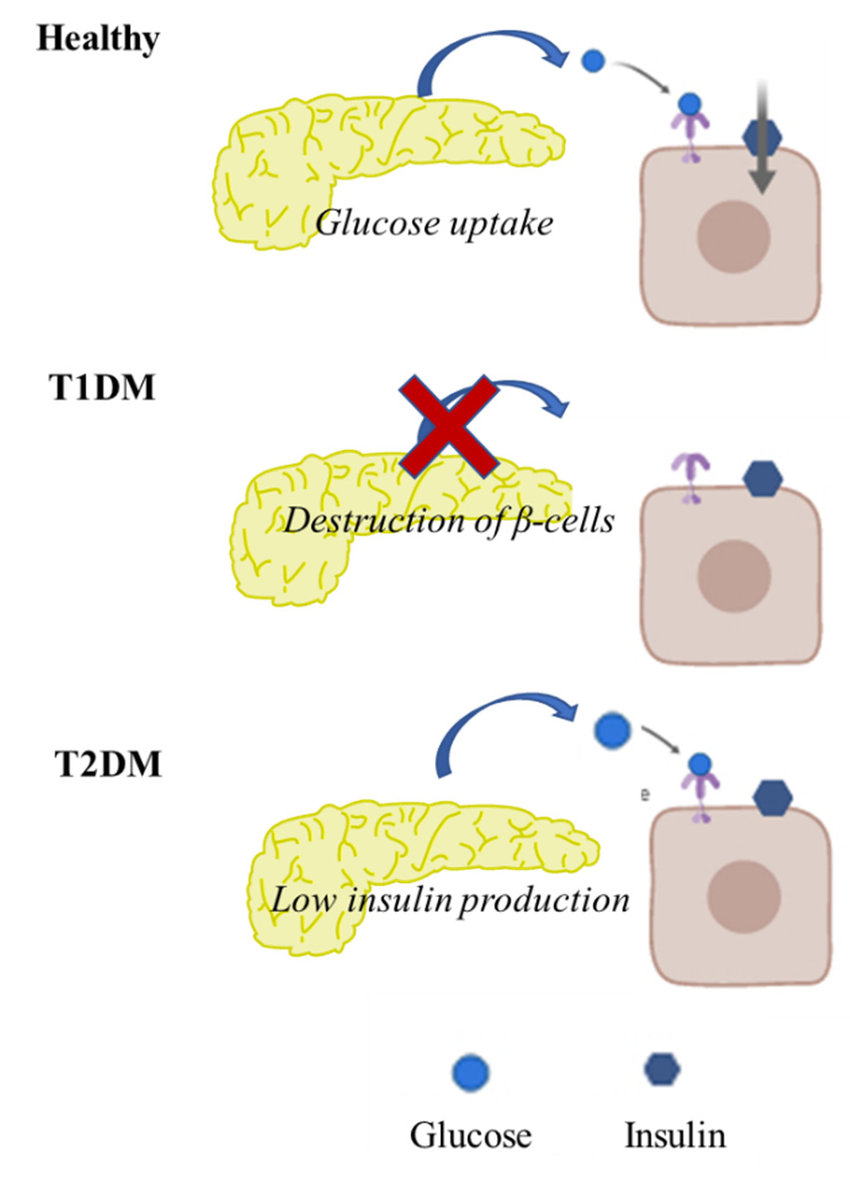 Healthy
Glucose uptake
T1DM
Destruction of β-cells
T2DM
e
Low insulin production
Glucose
Insulin